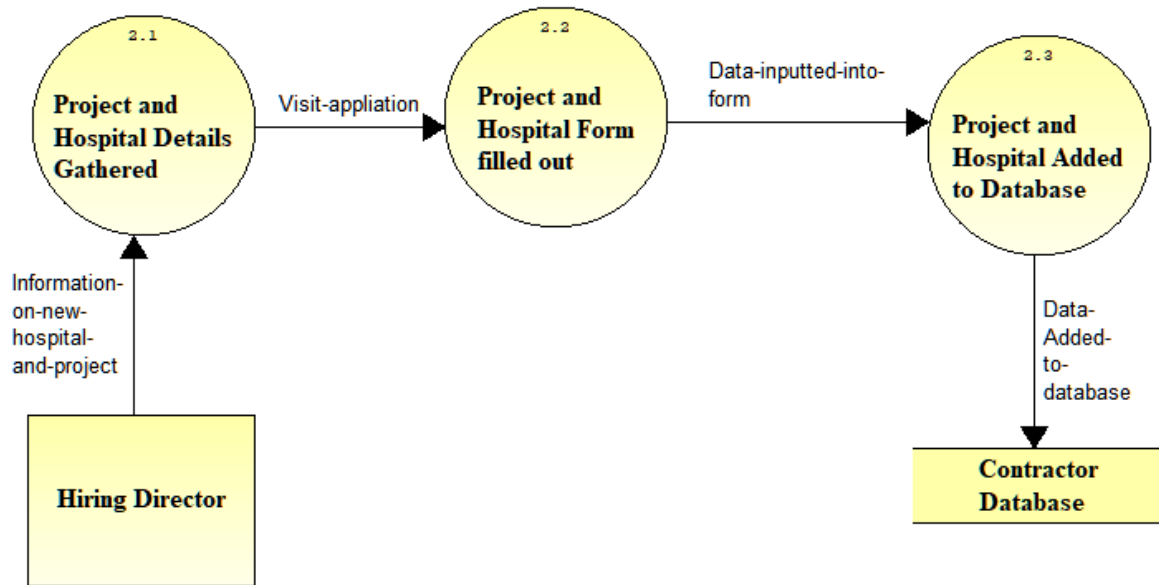 2.1
Project and
Hospital Details
Gathered
Visit-appliation
2.2
Project and
Hospital Form
filled out
Data-inputted-into-
form
2.3
Project and
Hospital Added
to Database
Information-
on-new-
hospital-
and-project
Data-
Added-
to-
database
Hiring Director
Contractor
Database